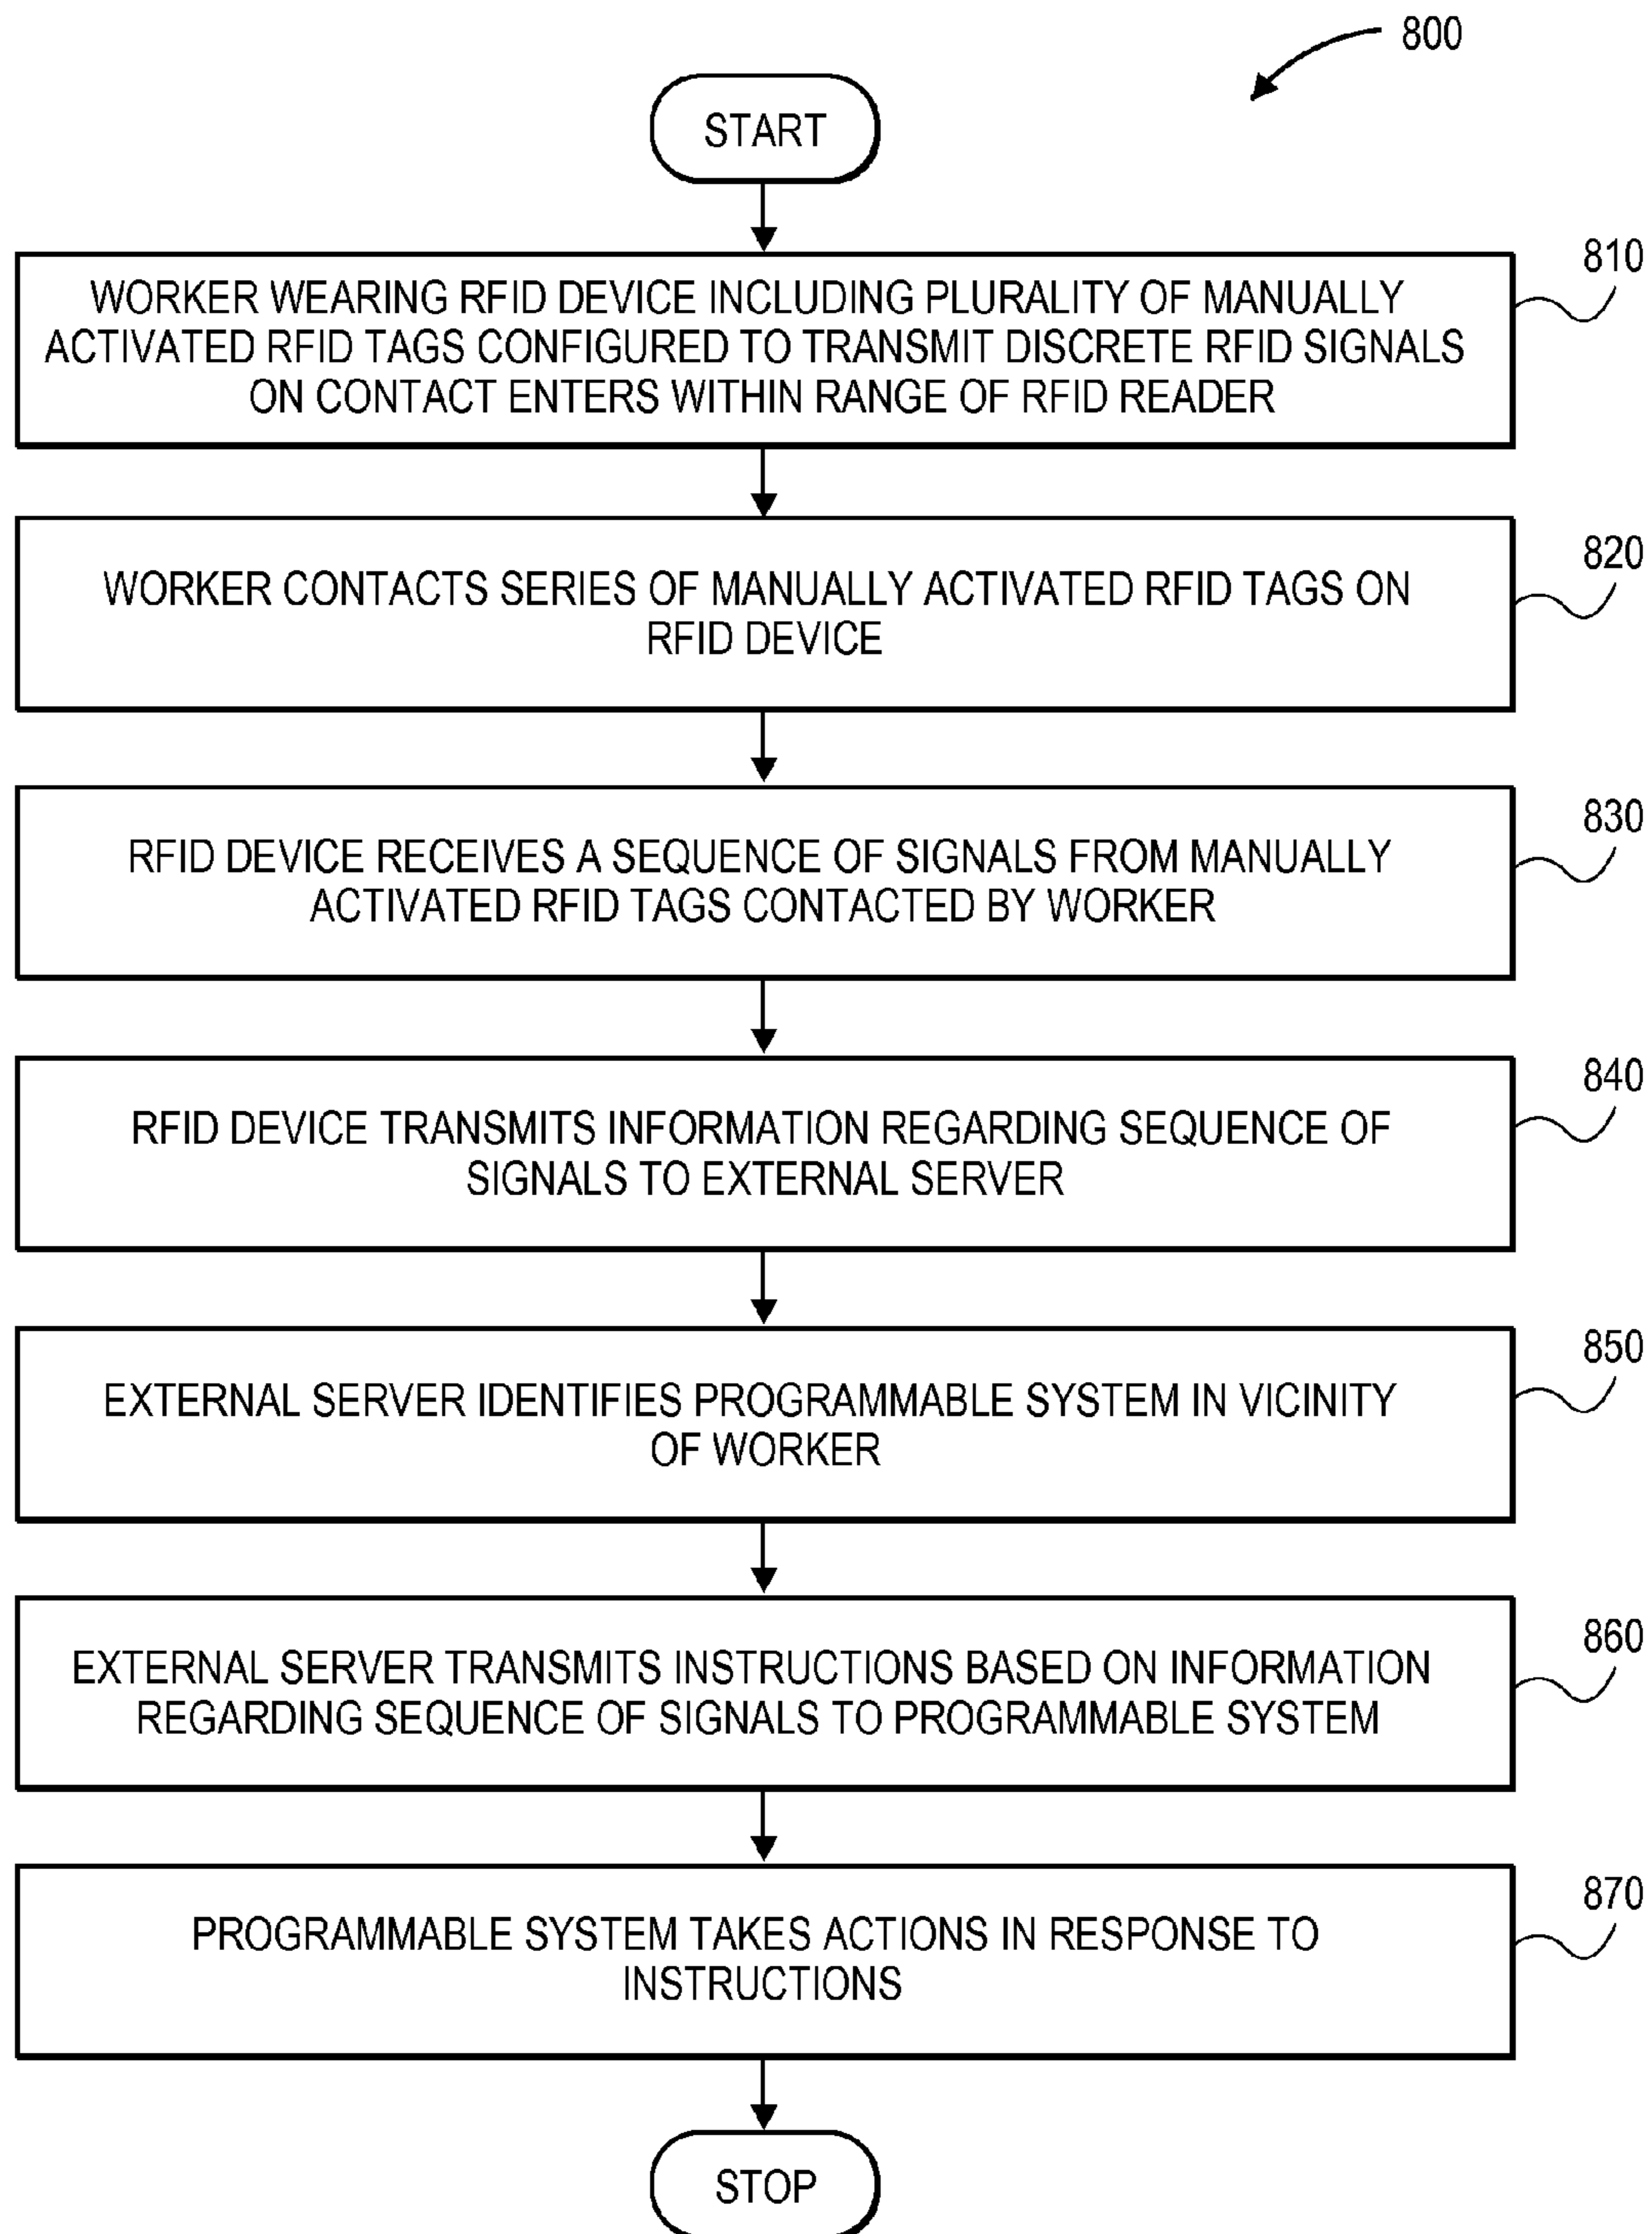 800
START
810
WORKER WEARING RFID DEVICE INCLUDING PLURALITY OF MANUALLY
ACTIVATED RFID TAGS CONFIGURED TO TRANSMIT DISCRETE RFID SIGNALS
ON CONTACT ENTERS WITHIN RANGE OF RFID READER
820
WORKER CONTACTS SERIES OF MANUALLY ACTIVATED RFID TAGS ON
RFID DEVICE
830
RFID DEVICE RECEIVES A SEQUENCE OF SIGNALS FROM MANUALLY
ACTIVATED RFID TAGS CONTACTED BY WORKER
840
RFID DEVICE TRANSMITS INFORMATION REGARDING SEQUENCE OF
SIGNALS TO EXTERNAL SERVER
850
EXTERNAL SERVER IDENTIFIES PROGRAMMABLE SYSTEM IN VICINITY
OF WORKER
860
EXTERNAL SERVER TRANSMITS INSTRUCTIONS BASED ON INFORMATION
REGARDING SEQUENCE OF SIGNALS TO PROGRAMMABLE SYSTEM
870
PROGRAMMABLE SYSTEM TAKES ACTIONS IN RESPONSE TO
INSTRUCTIONS
STOP